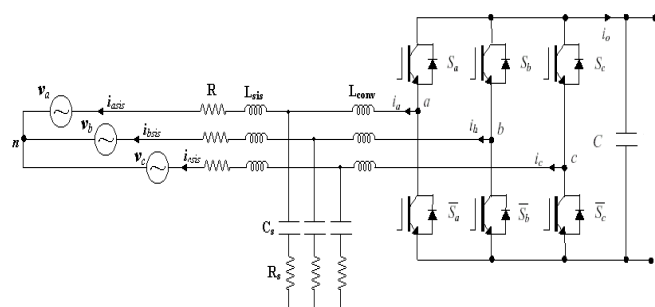 i_o
S_a S_b S_c
R L_sis L_conv
v_a i_asis i_a a
v_b i_bsis i_b b
n v_c i_csis i_c c
C
S̅_a S̅_b S̅_c
C_s
R_s